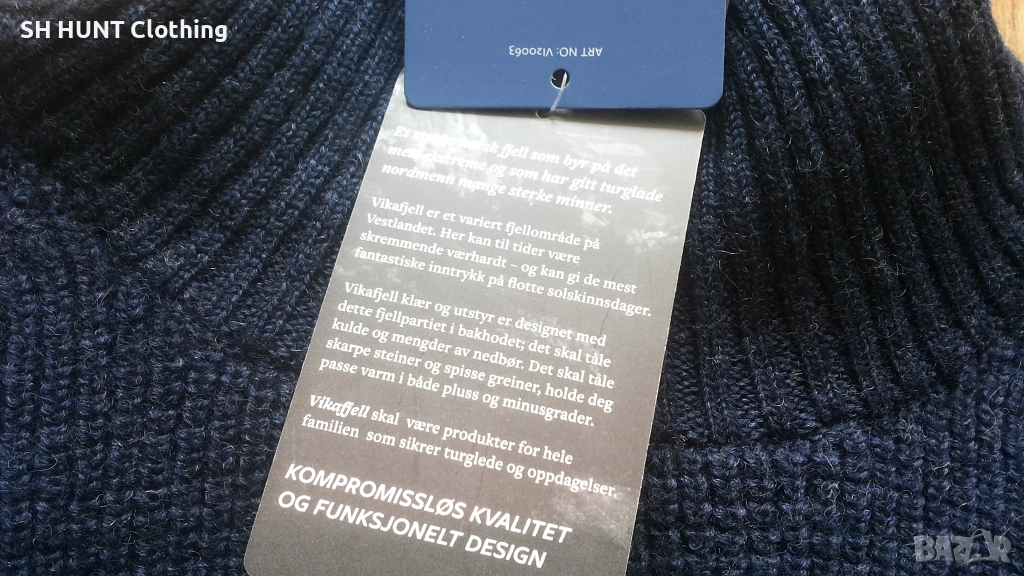 SH HUNT Clothing
ART NO: VI20063
Et norsk fjell som byr på det
mest ekstreme og som har gitt turglade
nordmenn mange sterke minner.
Vikafjell er et variert fjellområde på
Vestlandet. Her kan til tider være
skremmende værhardt – og kan gi de mest
fantastiske inntrykk på flotte solskinnsdager.
Vikafjell klær og utstyr er designet med
dette fjellpartiet i bakhodet; det skal tåle
kulde og mengder av nedbør. Det skal tåle
skarpe steiner og spisse greiner, holde deg
passe varm i både pluss og minusgrader.
Vikafjell skal være produkter for hele
familien som sikrer turglede og oppdagelser.
KOMPROMISSLØS KVALITET
OG FUNKSJONELT DESIGN
BAZAR